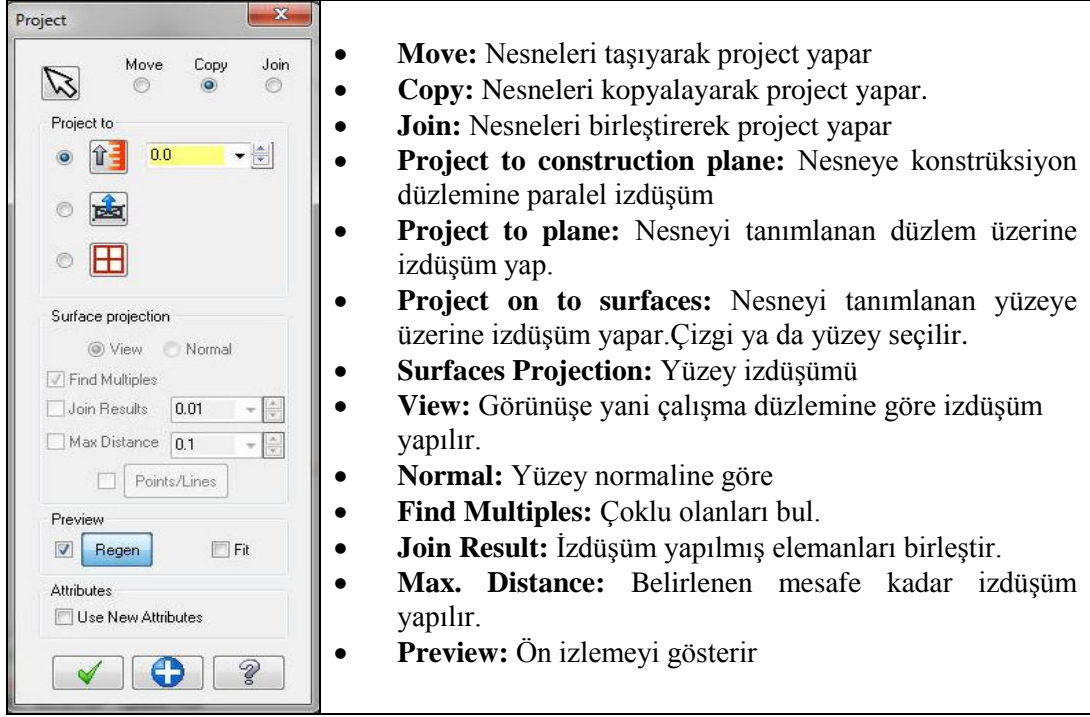 Project
Move Copy Join
Project to
0.0
Surface projection
View Normal
Find Multiples
Join Results 0.01
Max Distance 0.1
Points/Lines
Preview
Regen Fit
Attributes
Use New Attributes
• Move: Nesneleri taşıyarak project yapar
• Copy: Nesneleri kopyalayarak project yapar.
• Join: Nesneleri birleştirerek project yapar
• Project to construction plane: Nesneye konstrüksiyon
düzlemine paralel izdüşüm
• Project to plane: Nesneyi tanımlanan düzlem üzerine
izdüşüm yap.
• Project on to surfaces: Nesneyi tanımlanan yüzeye
üzerine izdüşüm yapar.Çizgi ya da yüzey seçilir.
• Surfaces Projection: Yüzey izdüşümü
• View: Görünüşe yani çalışma düzlemine göre izdüşüm
yapılır.
• Normal: Yüzey normaline göre
• Find Multiples: Çoklu olanları bul.
• Join Result: İzdüşüm yapılmış elemanları birleştir.
• Max. Distance: Belirlenen mesafe kadar izdüşüm
yapılır.
• Preview: Ön izlemeyi gösterir